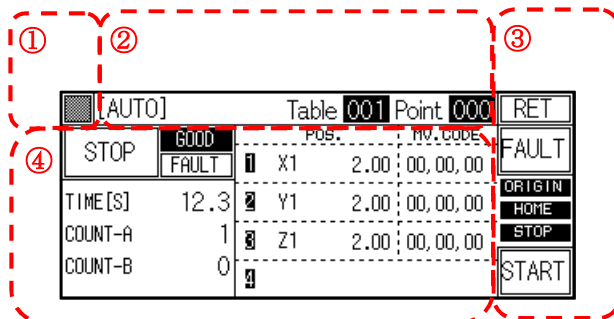 ① ② ③
[AUTO] Table 001 Point 000 RET
STOP GOOD FAULT
POS. MV.CODE
1 X1 2.00 00,00,00
2 Y1 2.00 00,00,00
3 Z1 2.00 00,00,00
4
④
TIME[S] 12.3
COUNT-A 1
COUNT-B 0
FAULT
ORIGIN
HOME
STOP
START